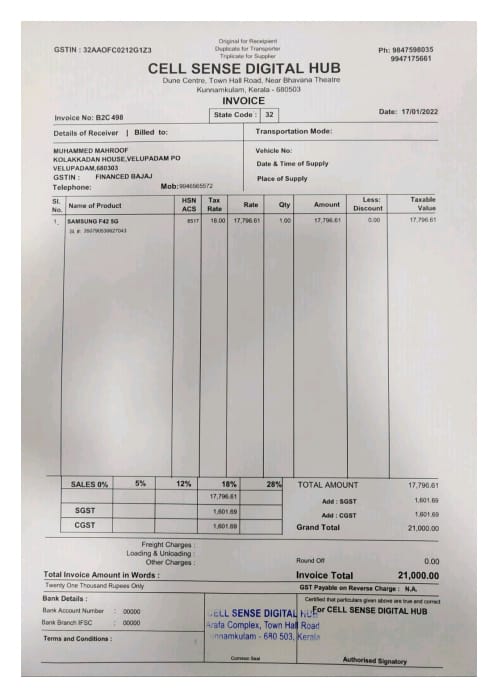 Original for Receipient
GSTIN : 32AAOFC0212G1Z3
Duplicate for Transporter
Triplicate for Supplier
Ph: 9847598035
9947175661
CELL SENSE DIGITAL HUB
Dune Centre, Town Hall Road, Near Bhavana Theatre
Kunnamkulam, Kerala - 680503
INVOICE
Invoice No: B2C 498
State Code : 32
Date: 17/01/2022
Details of Receiver | Billed to:
Transportation Mode:
MUHAMMED MAHROOF
KOLAKKADAN HOUSE,VELUPADAM PO
VELUPADAM,680303
GSTIN : FINANCED BAJAJ
Telephone: Mob:9946565572
Vehicle No:
Date & Time of Supply
Place of Supply
Sl. No. Name of Product HSN ACS Tax Rate Rate Qty Amount Less: Discount Taxable Value
1 SAMSUNG F42 5G 8517 18.00 17,796.61 1.00 17,796.61 0.00 17,796.61
SALES 0% 5% 12% 18% 28% TOTAL AMOUNT 17,796.61
17,796.61 Add : SGST 1,601.69
SGST 1,601.69 Add : CGST 1,601.69
CGST 1,601.69 Grand Total 21,000.00
Freight Charges :
Loading & Unloading :
Other Charges :
Round Off 0.00
Total Invoice Amount in Words : Invoice Total 21,000.00
Twenty One Thousand Rupees Only
GST Payable on Reverse Charge : N.A.
Bank Details :
Certified that particulars given above are true and correct
Bank Account Number : 00000
For CELL SENSE DIGITAL HUB
Bank Branch IFSC : 00000
CELL SENSE DIGITAL HUB
Arafa Complex, Town Hall Road
Kunnamkulam - 680 503, Kerala
Terms and Conditions :
Common Seal
Authorised Signatory